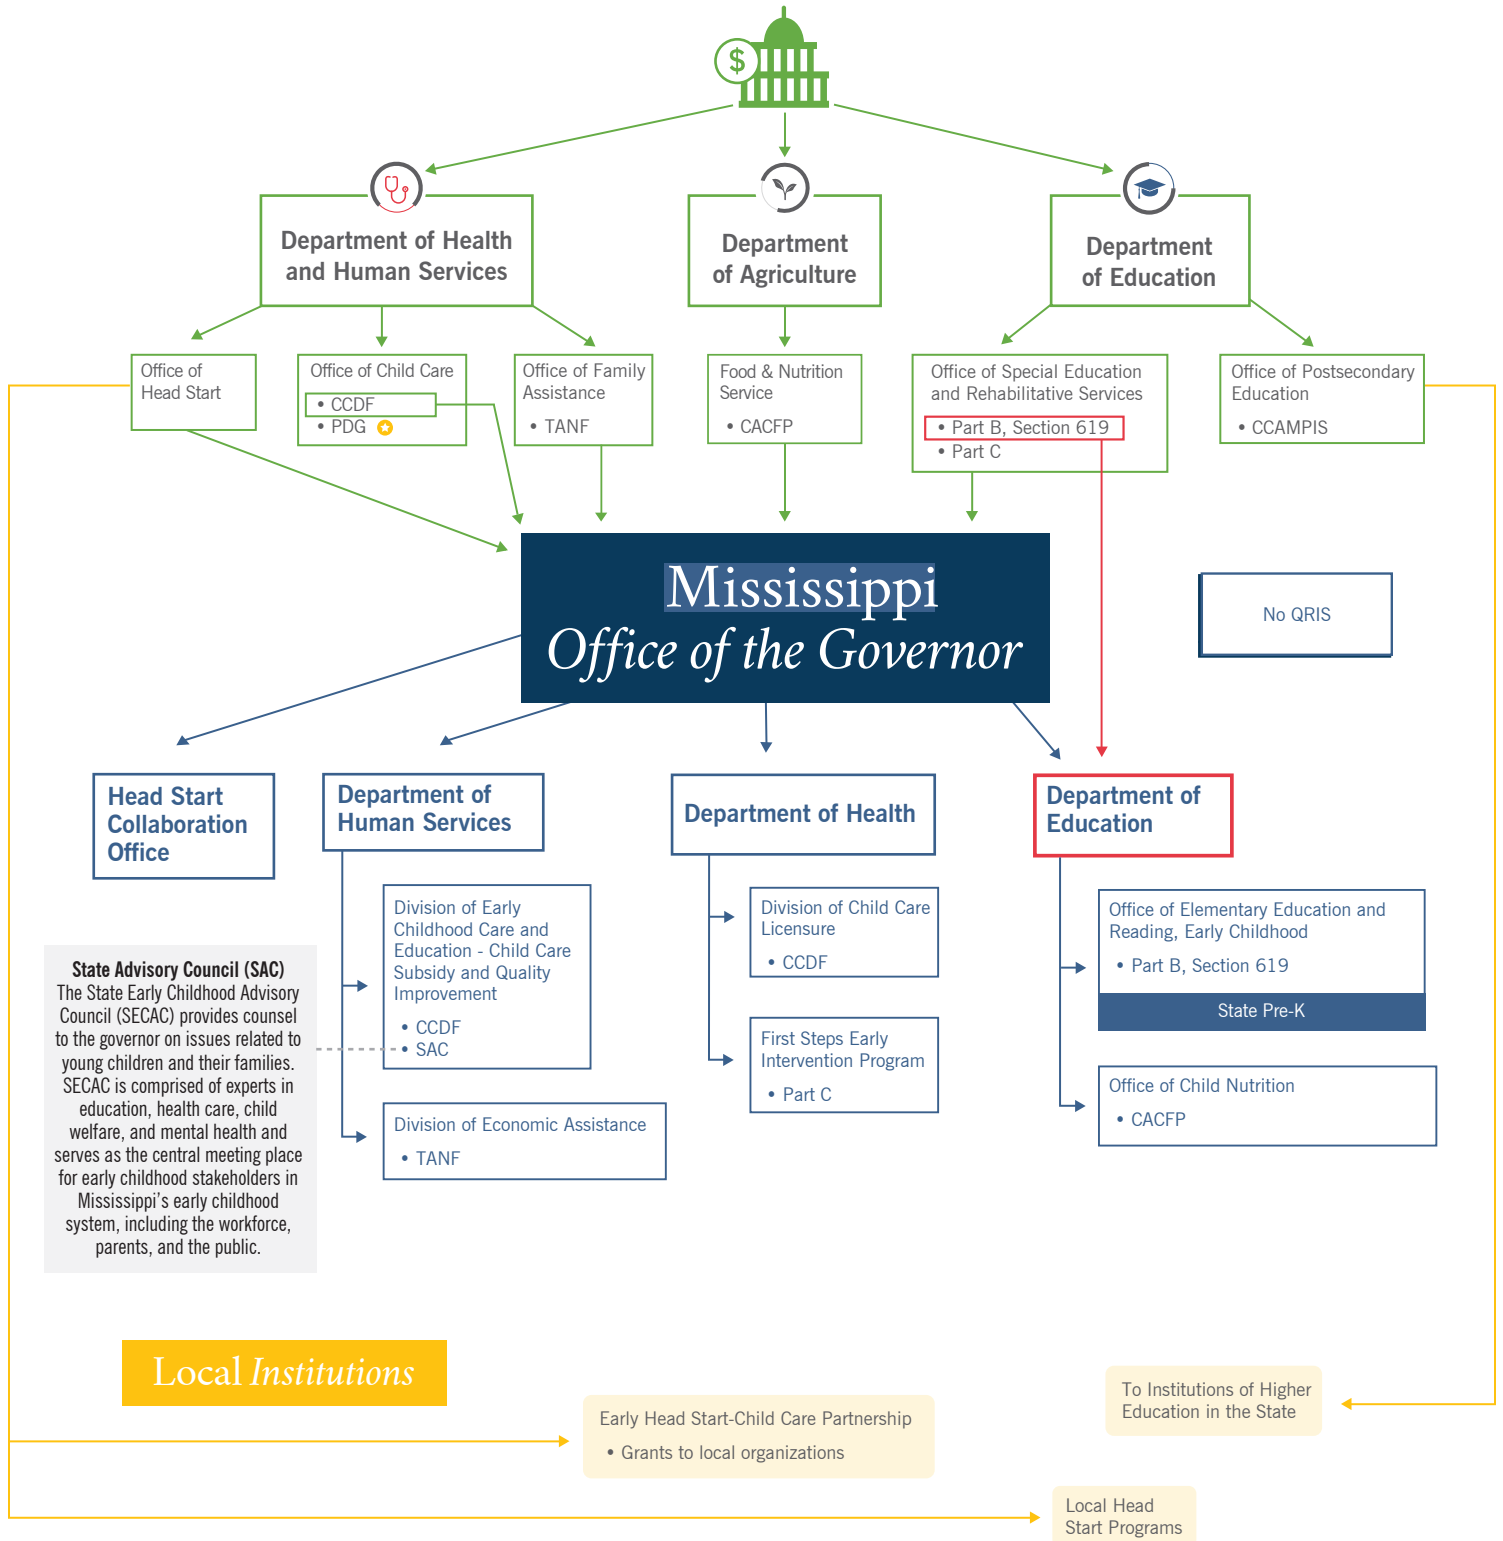 $
Department of Health
and Human Services
Department
of Agriculture
Department
of Education
Office of
Head Start
Office of Child Care
• CCDF
• PDG
Office of Family
Assistance
• TANF
Food & Nutrition
Service
• CACFP
Office of Special Education
and Rehabilitative Services
• Part B, Section 619
• Part C
Office of Postsecondary
Education
• CCAMPIS
Mississippi
Office of the Governor
No QRIS
Head Start
Collaboration
Office
Department of
Human Services
Department of Health
Department of
Education
Division of Early
Childhood Care and
Education - Child Care
Subsidy and Quality
Improvement
• CCDF
• SAC
Division of Economic Assistance
• TANF
Division of Child Care
Licensure
• CCDF
First Steps Early
Intervention Program
• Part C
Office of Elementary Education and
Reading, Early Childhood
• Part B, Section 619
State Pre-K
Office of Child Nutrition
• CACFP
State Advisory Council (SAC)
The State Early Childhood Advisory
Council (SECAC) provides counsel
to the governor on issues related to
young children and their families.
SECAC is comprised of experts in
education, health care, child
welfare, and mental health and
serves as the central meeting place
for early childhood stakeholders in
Mississippi's early childhood
system, including the workforce,
parents, and the public.
Local Institutions
Early Head Start-Child Care Partnership
• Grants to local organizations
To Institutions of Higher
Education in the State
Local Head
Start Programs